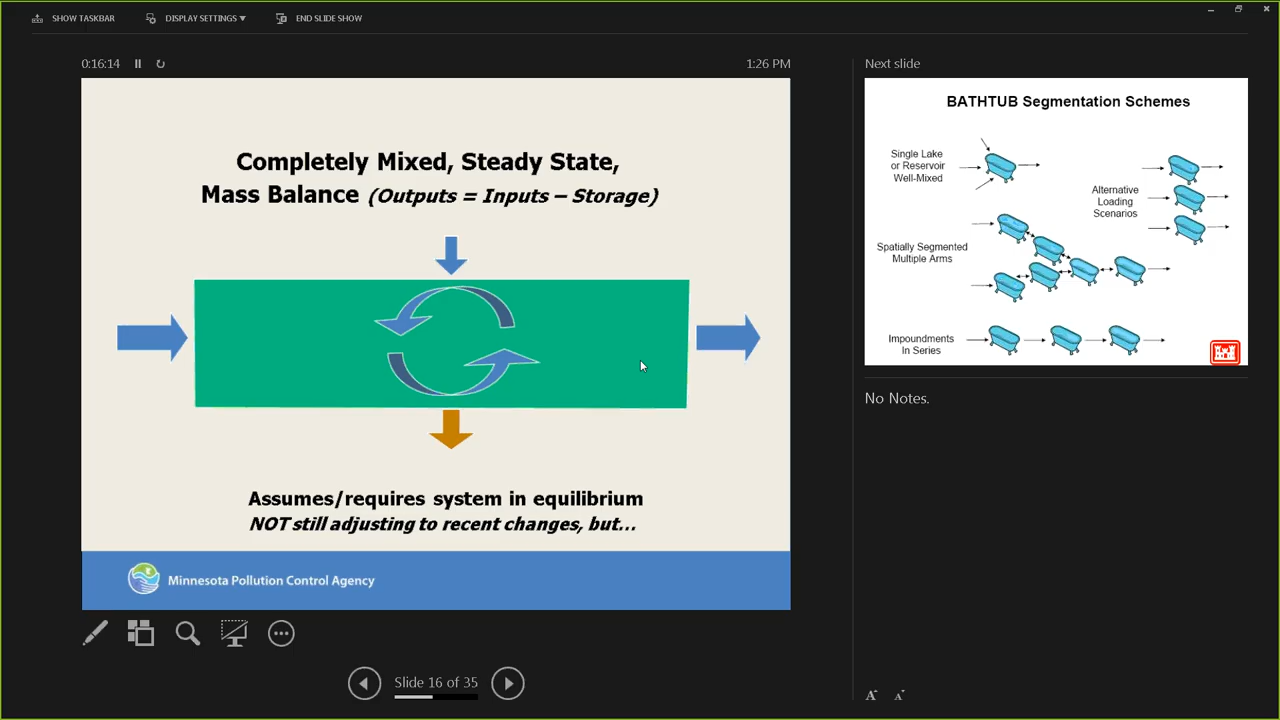 SHOW TASKBAR
DISPLAY SETTINGS ▼
END SLIDE SHOW
0:16:14
1:26 PM
Completely Mixed, Steady State,
Mass Balance (Outputs = Inputs – Storage)
Assumes/requires system in equilibrium
NOT still adjusting to recent changes, but...
Minnesota Pollution Control Agency
Slide 16 of 35
Next slide
BATHTUB Segmentation Schemes
Single Lake
or Reservoir
Well-Mixed
Alternative
Loading
Scenarios
Spatially Segmented
Multiple Arms
Impoundments
In Series
No Notes.
A
A